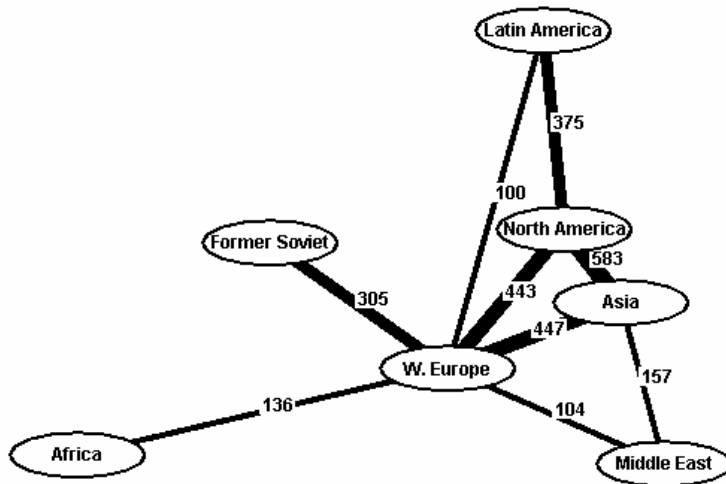 Latin America
375
100
North America
Former Soviet
583
443
305
Asia
447
W. Europe
157
136
104
Africa
Middle East